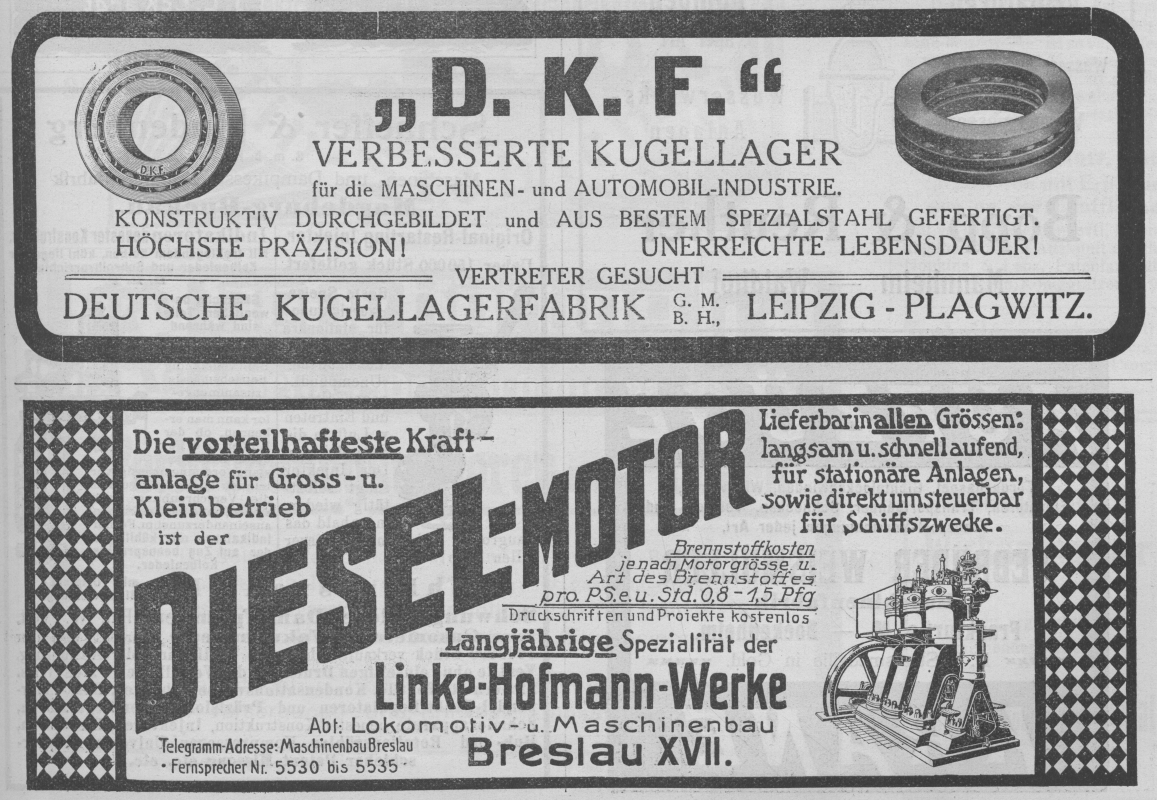 „D. K. F.“
D.K.F.
VERBESSERTE KUGELLAGER
für die MASCHINEN- und AUTOMOBIL-INDUSTRIE.
KONSTRUKTIV DURCHGEBILDET und AUS BESTEM SPEZIALSTAHL GEFERTIGT.
HÖCHSTE PRÄZISION! UNERREICHTE LEBENSDAUER!
VERTRETER GESUCHT
DEUTSCHE KUGELLAGERFABRIK G. M. B. H., LEIPZIG - PLAGWITZ.
Die vorteilhafteste Kraft-
anlage für Gross- u.
Kleinbetrieb
ist der
DIESEL-MOTOR
Lieferbar in allen Grössen:
langsam u. schnellaufend,
für stationäre Anlagen,
sowie direkt umsteuerbar
für Schiffszwecke.
Brennstoffkosten
je nach Motorgrösse u.
Art des Brennstoffes
pro PS.e.u. Std. 0,8 - 1,5 Pfg
Druckschriften und Projekte kostenlos
Langjährige Spezialität der
Linke-Hofmann-Werke
Abt: Lokomotiv- u. Maschinenbau
Telegramm-Adresse: Maschinenbau Breslau
Fernsprecher Nr. 5530 bis 5535
Breslau XVII.